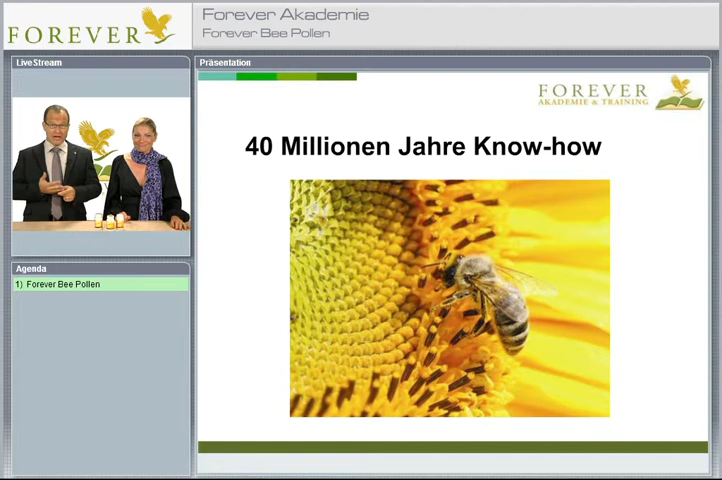 FOREVER
Forever Akademie
Forever Bee Pollen
LiveStream
Präsentation
FOREVER
AKADEMIE & TRAINING
40 Millionen Jahre Know-how
Agenda
1) Forever Bee Pollen